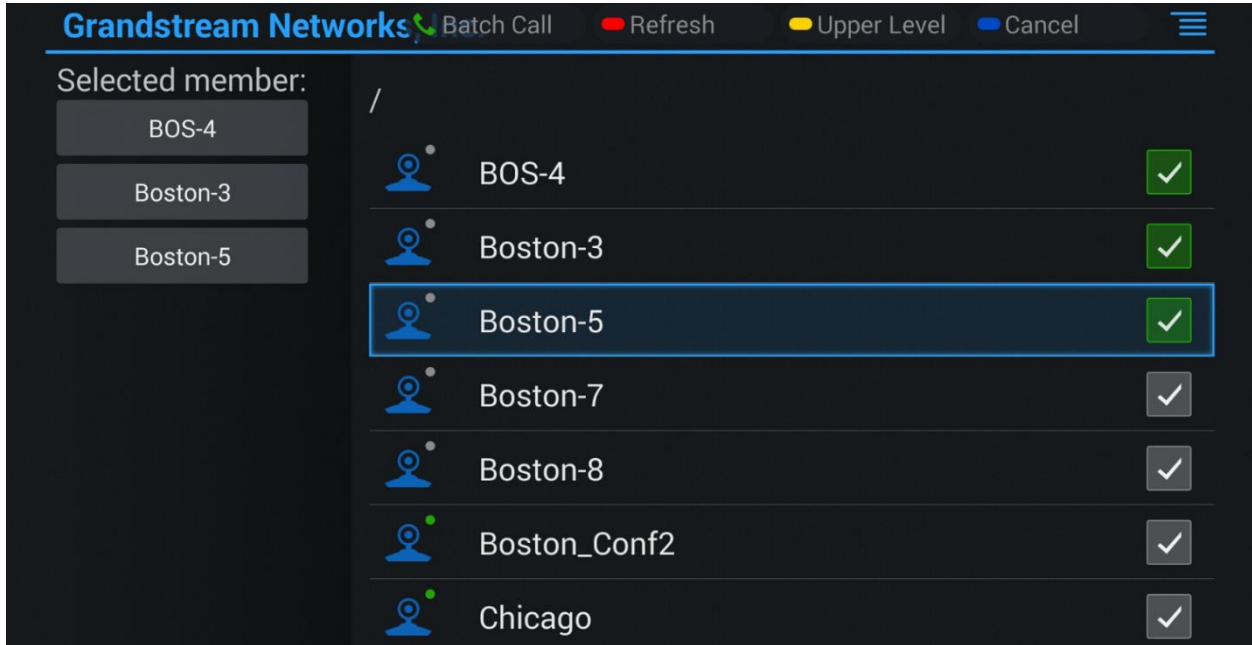 Grandstream Networks, Inc.
Batch Call
Refresh
Upper Level
Cancel
Selected member:
BOS-4
Boston-3
Boston-5
/
BOS-4
Boston-3
Boston-5
Boston-7
Boston-8
Boston_Conf2
Chicago